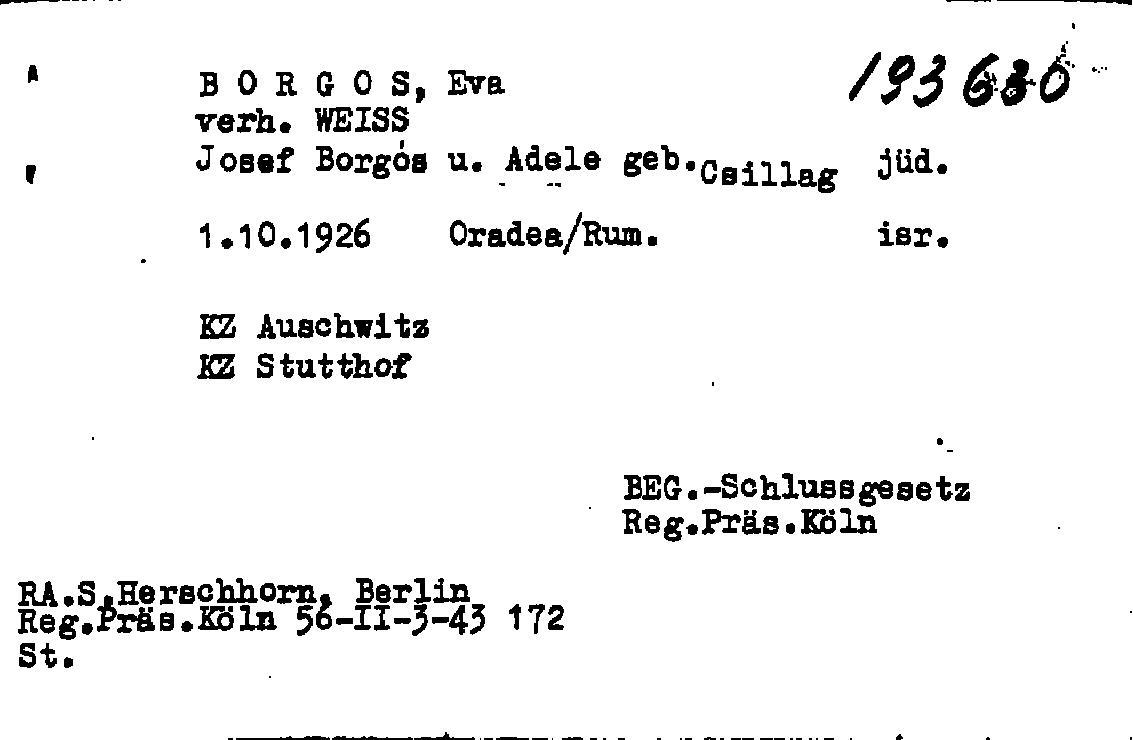 B O R G O S, Eva
verh. WEISS
Josef Borgós u. Adele geb. Csillag jüd.
1.10.1926 Oradea/Rum. isr.
KZ Auschwitz
KZ Stutthof
BEG.-Schlussgesetz
Reg.Präs.Köln
RA.S.Herschhorn, Berlin
Reg.Präs.Köln 56-II-3-43 172
St.